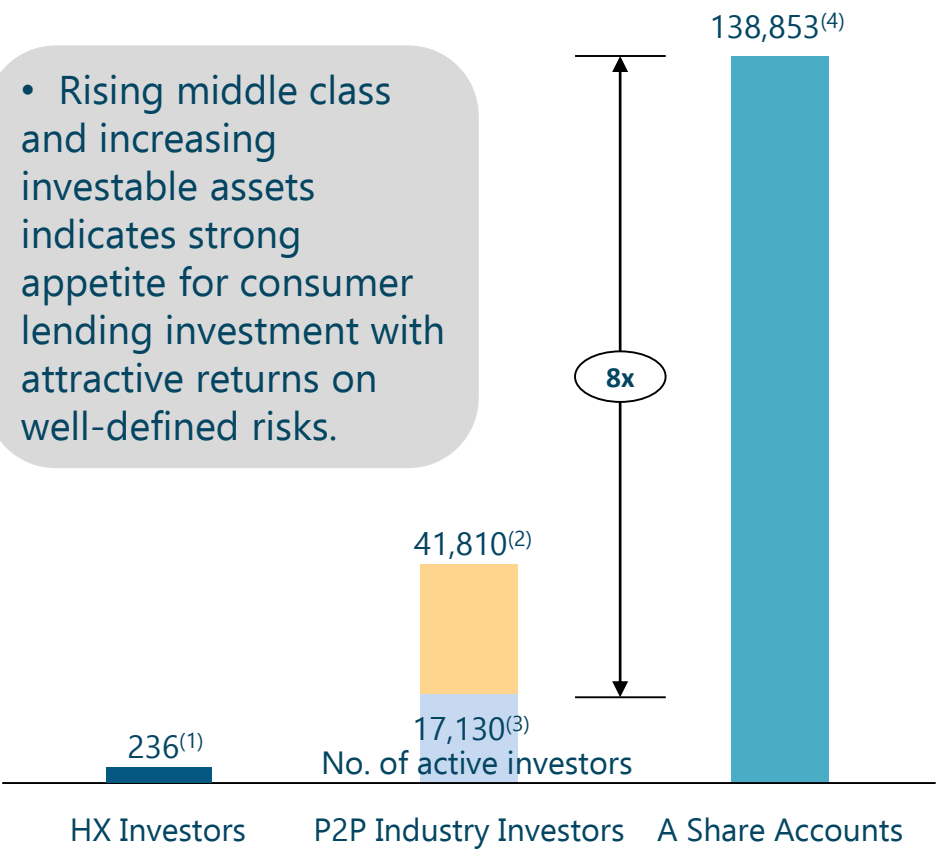 138,853(4)
• Rising middle class
and increasing
investable assets
indicates strong
appetite for consumer
lending investment with
attractive returns on
well-defined risks.
8x
41,810(2)
17,130(3)
No. of active investors
236(1)
HX Investors
P2P Industry Investors
A Share Accounts